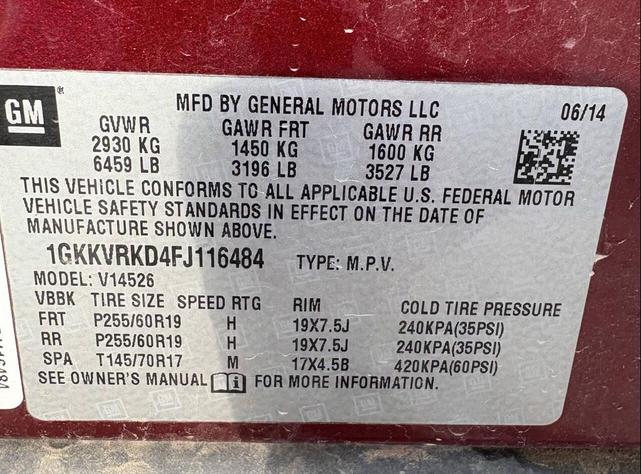 GM ®
MFD BY GENERAL MOTORS LLC 06/14
GVWR GAWR FRT GAWR RR
2930 KG 1450 KG 1600 KG
6459 LB 3196 LB 3527 LB
THIS VEHICLE CONFORMS TO ALL APPLICABLE U.S. FEDERAL MOTOR
VEHICLE SAFETY STANDARDS IN EFFECT ON THE DATE OF
MANUFACTURE SHOWN ABOVE.
1GKKVRKD4FJ116484 TYPE: M.P.V.
MODEL: V14526
VBBK TIRE SIZE SPEED RTG RIM COLD TIRE PRESSURE
FRT P255/60R19 H 19X7.5J 240KPA(35PSI)
RR P255/60R19 H 19X7.5J 240KPA(35PSI)
SPA T145/70R17 M 17X4.5B 420KPA(60PSI)
SEE OWNER'S MANUAL FOR MORE INFORMATION.